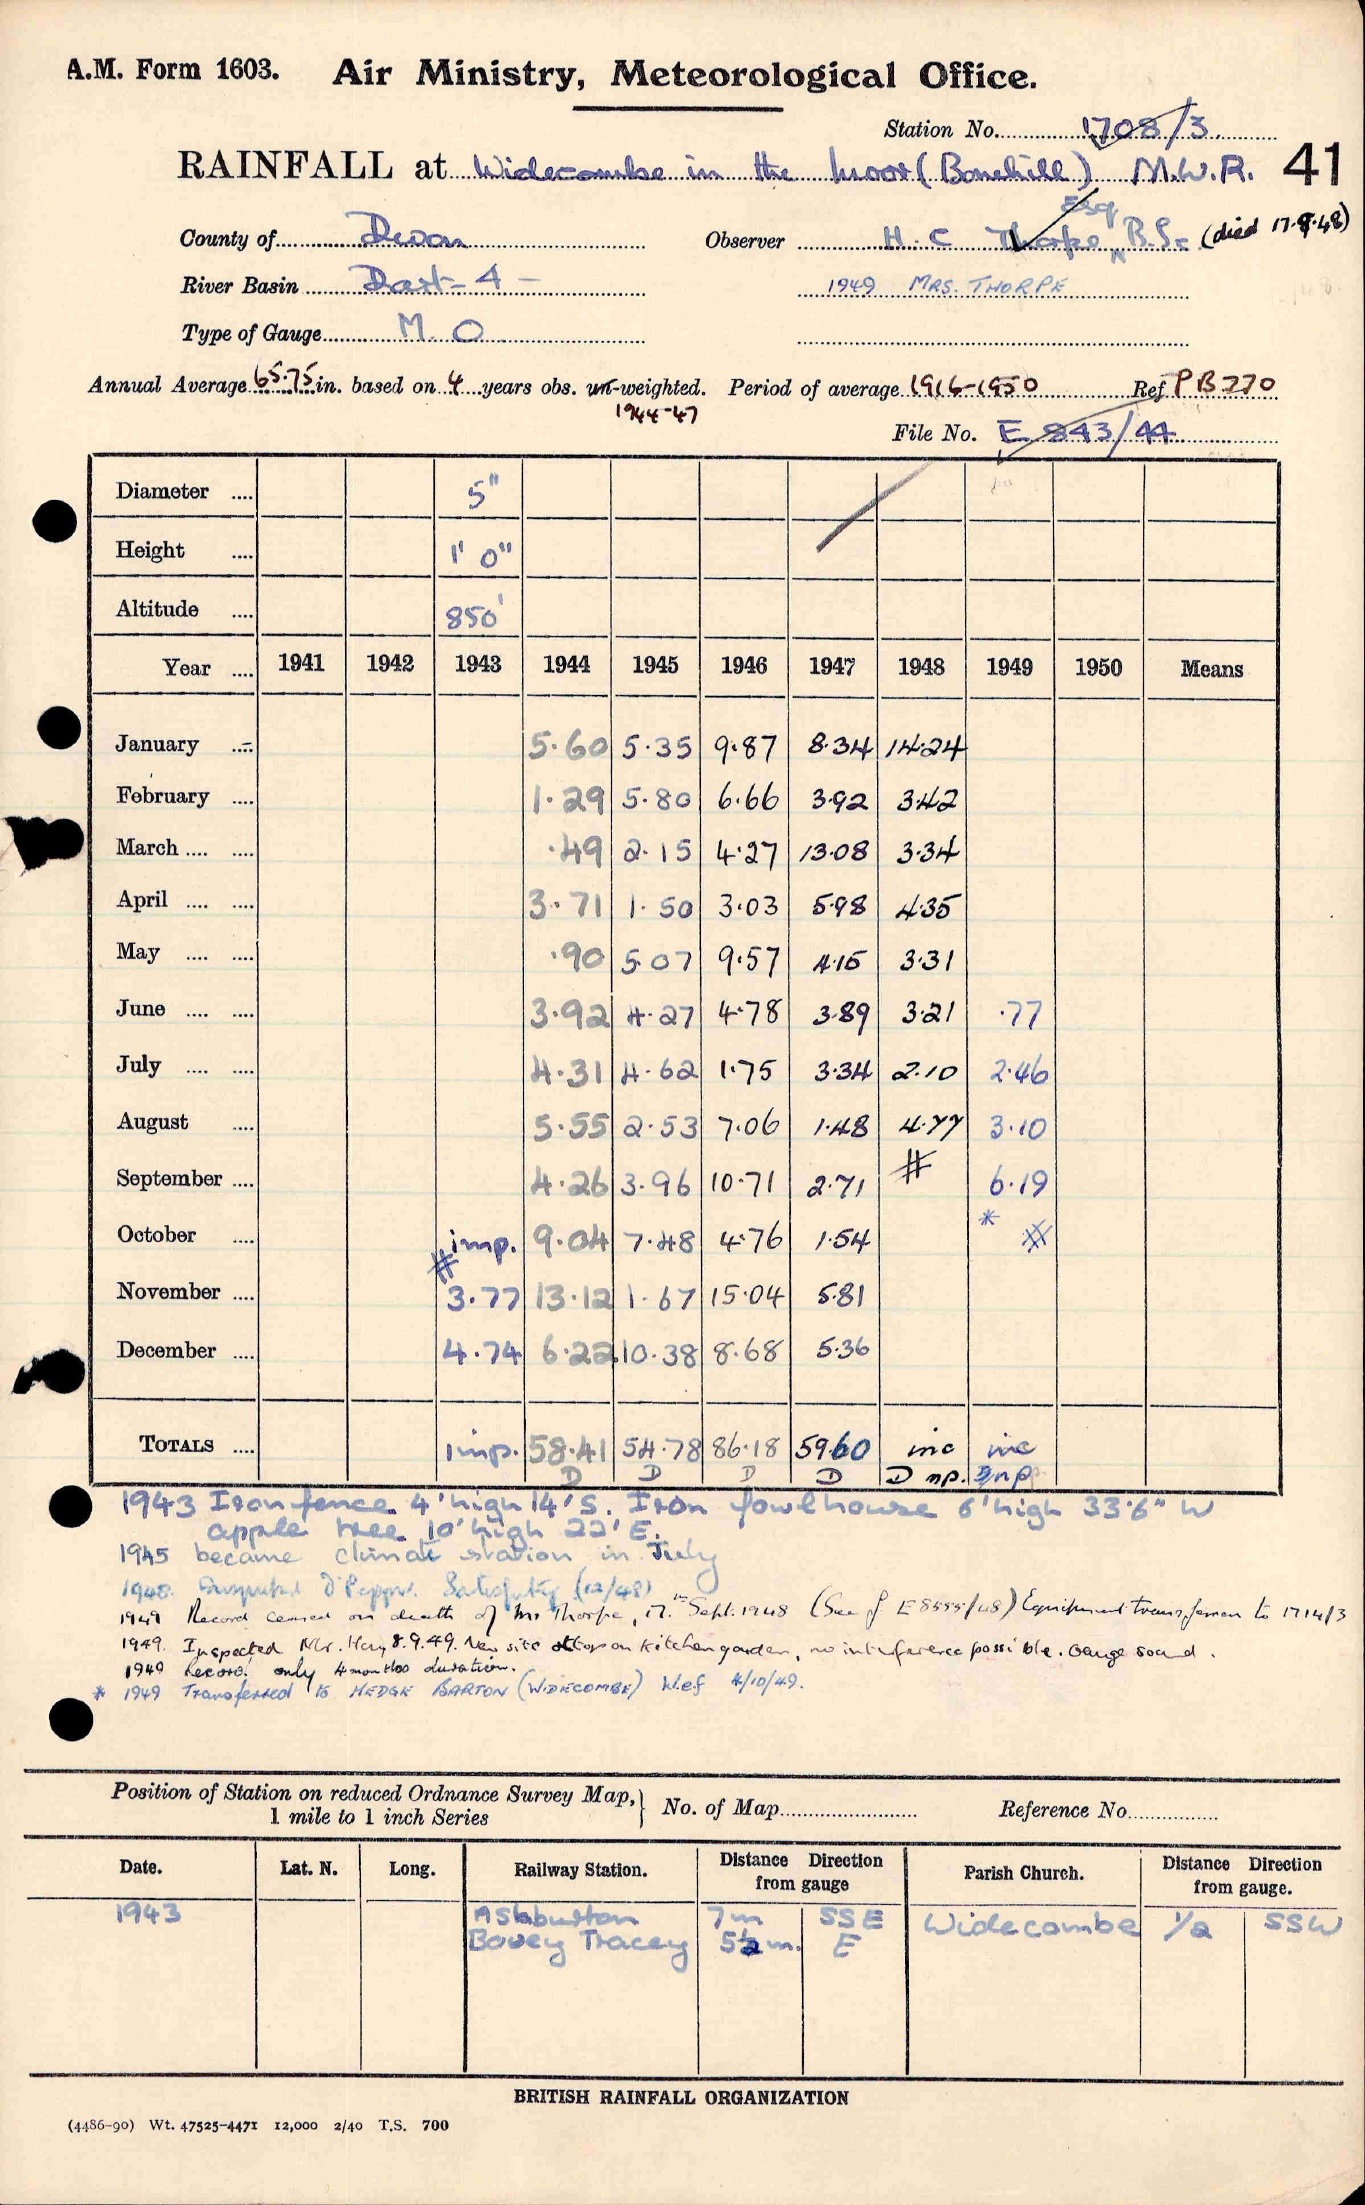 A.M. Form 1603. Air Ministry, Meteorological Office.
Station No. 1708/3
RAINFALL at Widecombe in the Moor (Bonehill) M.W.R. 41
County of Devon Observer H. C Thorpe Esq B.Sc (died 17.9.48)
River Basin Dart - 4 - 1949 MRS. THORPE
Type of Gauge M. O
Annual Average 65.75 in. based on 4 years obs. un-weighted. Period of average 1916-1950 Ref PB270
1944-47
File No. E 843/44
Diameter .... 5"
Height .... 1' 0"
Altitude .... 850'
Year .... 1941 1942 1943 1944 1945 1946 1947 1948 1949 1950 Means
January .... 5.60 5.35 9.87 8.34 14.24
February .... 1.29 5.80 6.66 3.92 3.42
March .... .... .49 2.15 4.27 13.08 3.34
April .... .... 3.71 1.50 3.03 5.98 4.35
May .... .... .90 5.07 9.57 4.15 3.31
June .... .... 3.92 4.27 4.78 3.89 3.21 .77
July .... .... 4.31 4.62 1.75 3.34 2.10 2.46
August .... 5.55 2.53 7.06 1.48 4.77 3.10
September .... 4.26 3.96 10.71 2.71 # 6.19
October .... imp. 9.04 7.48 4.76 1.54 * #
November .... # 3.77 13.12 1.67 15.04 5.81
December .... 4.74 6.22 10.38 8.68 5.36
TOTALS .... imp. 58.41 54.78 86.18 59.60 inc inc
D D D D D np. np
1943 Iron fence 4' high 14' S. Iron fowlhouse 6' high 33'6" W
apple tree 10' high 22' E.
1945 became climate station in July
1948. Inspected (12/48)
1949 Record ceased on death of Mr Thorpe, 17th Sept. 1948 (See f E8555/48) Equipment transferred to 1714/3
1949. Inspected Mr. Hay 8.9.49. New site on kitchen garden, no interference possible. Gauge sound.
1949 Record only 4 months duration.
* 1949 Transferred to HEDGE BARTON (WIDECOMBE) w.e.f 4/10/49.
Position of Station on reduced Ordnance Survey Map, } No. of Map Reference No.
1 mile to 1 inch Series
Date. Lat. N. Long. Railway Station. Distance Direction from gauge Parish Church. Distance Direction from gauge.
1943 Ashburton 7m SSE Widecombe 1/2 SSW
Bovey Tracey 5½ m. E
BRITISH RAINFALL ORGANIZATION
(4486-90) Wt. 47525-4471 12,000 2/40 T.S. 700